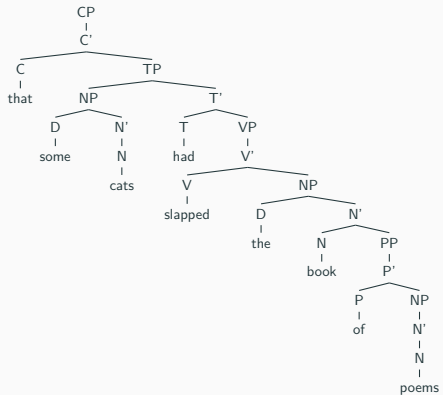 CP
C'
C TP
that NP T'
D N' T VP
some N had V'
cats V NP
slapped D N'
the N PP
book P'
P NP
of N'
N
poems